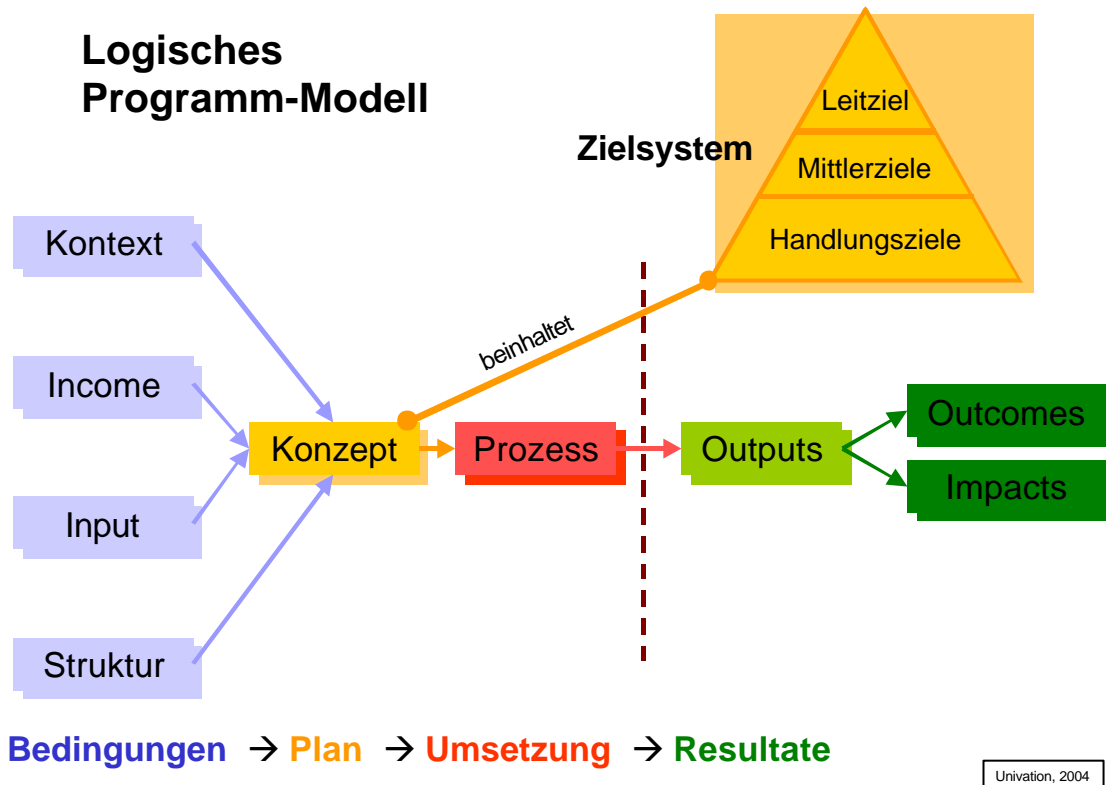 Logisches
Programm-Modell
Leitziel
Zielsystem
Mittlerziele
Handlungsziele
Kontext
beinhaltet
Income
Outcomes
Konzept
Prozess
Outputs
Impacts
Input
Struktur
Bedingungen → Plan → Umsetzung → Resultate
Univation, 2004